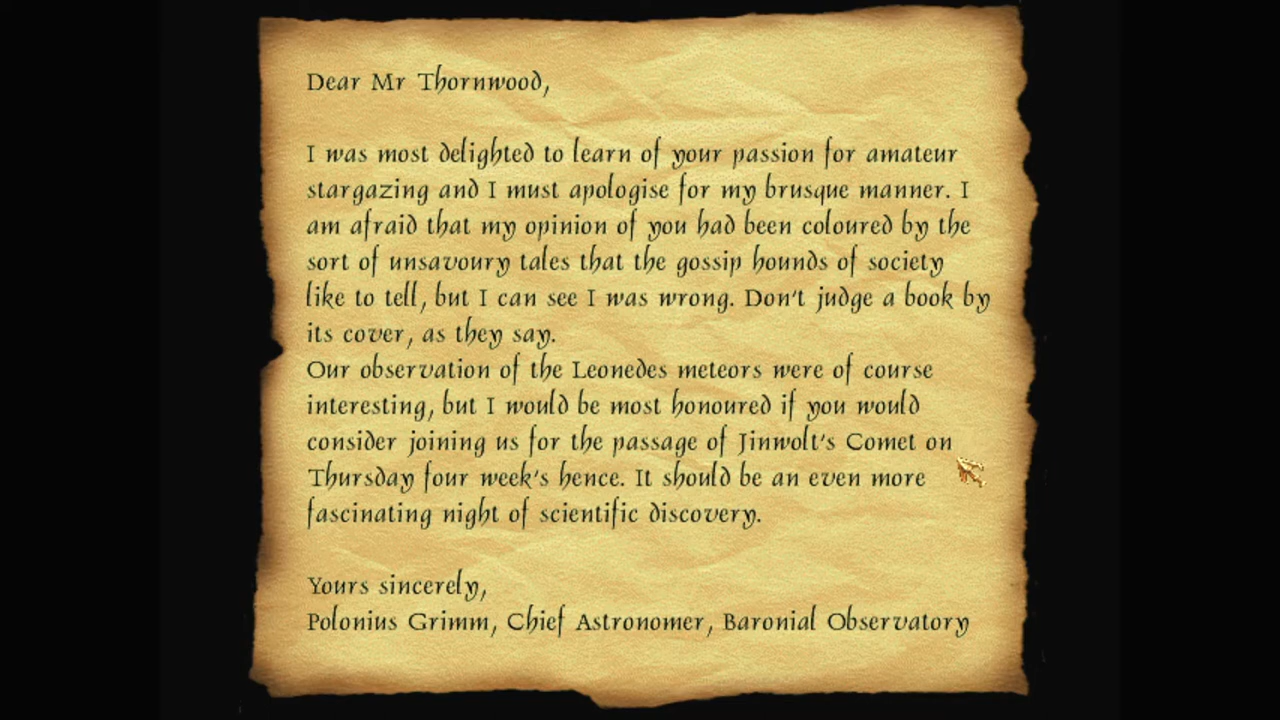 Dear Mr Thornwood,
I was most delighted to learn of your passion for amateur
stargazing and I must apologise for my brusque manner. I
am afraid that my opinion of you had been coloured by the
sort of unsavoury tales that the gossip hounds of society
like to tell, but I can see I was wrong. Don't judge a book by
its cover, as they say.
Our observation of the Leonedes meteors were of course
interesting, but I would be most honoured if you would
consider joining us for the passage of Jinwolt's Comet on
Thursday four week's hence. It should be an even more
fascinating night of scientific discovery.
Yours sincerely,
Polonius Grimm, Chief Astronomer, Baronial Observatory